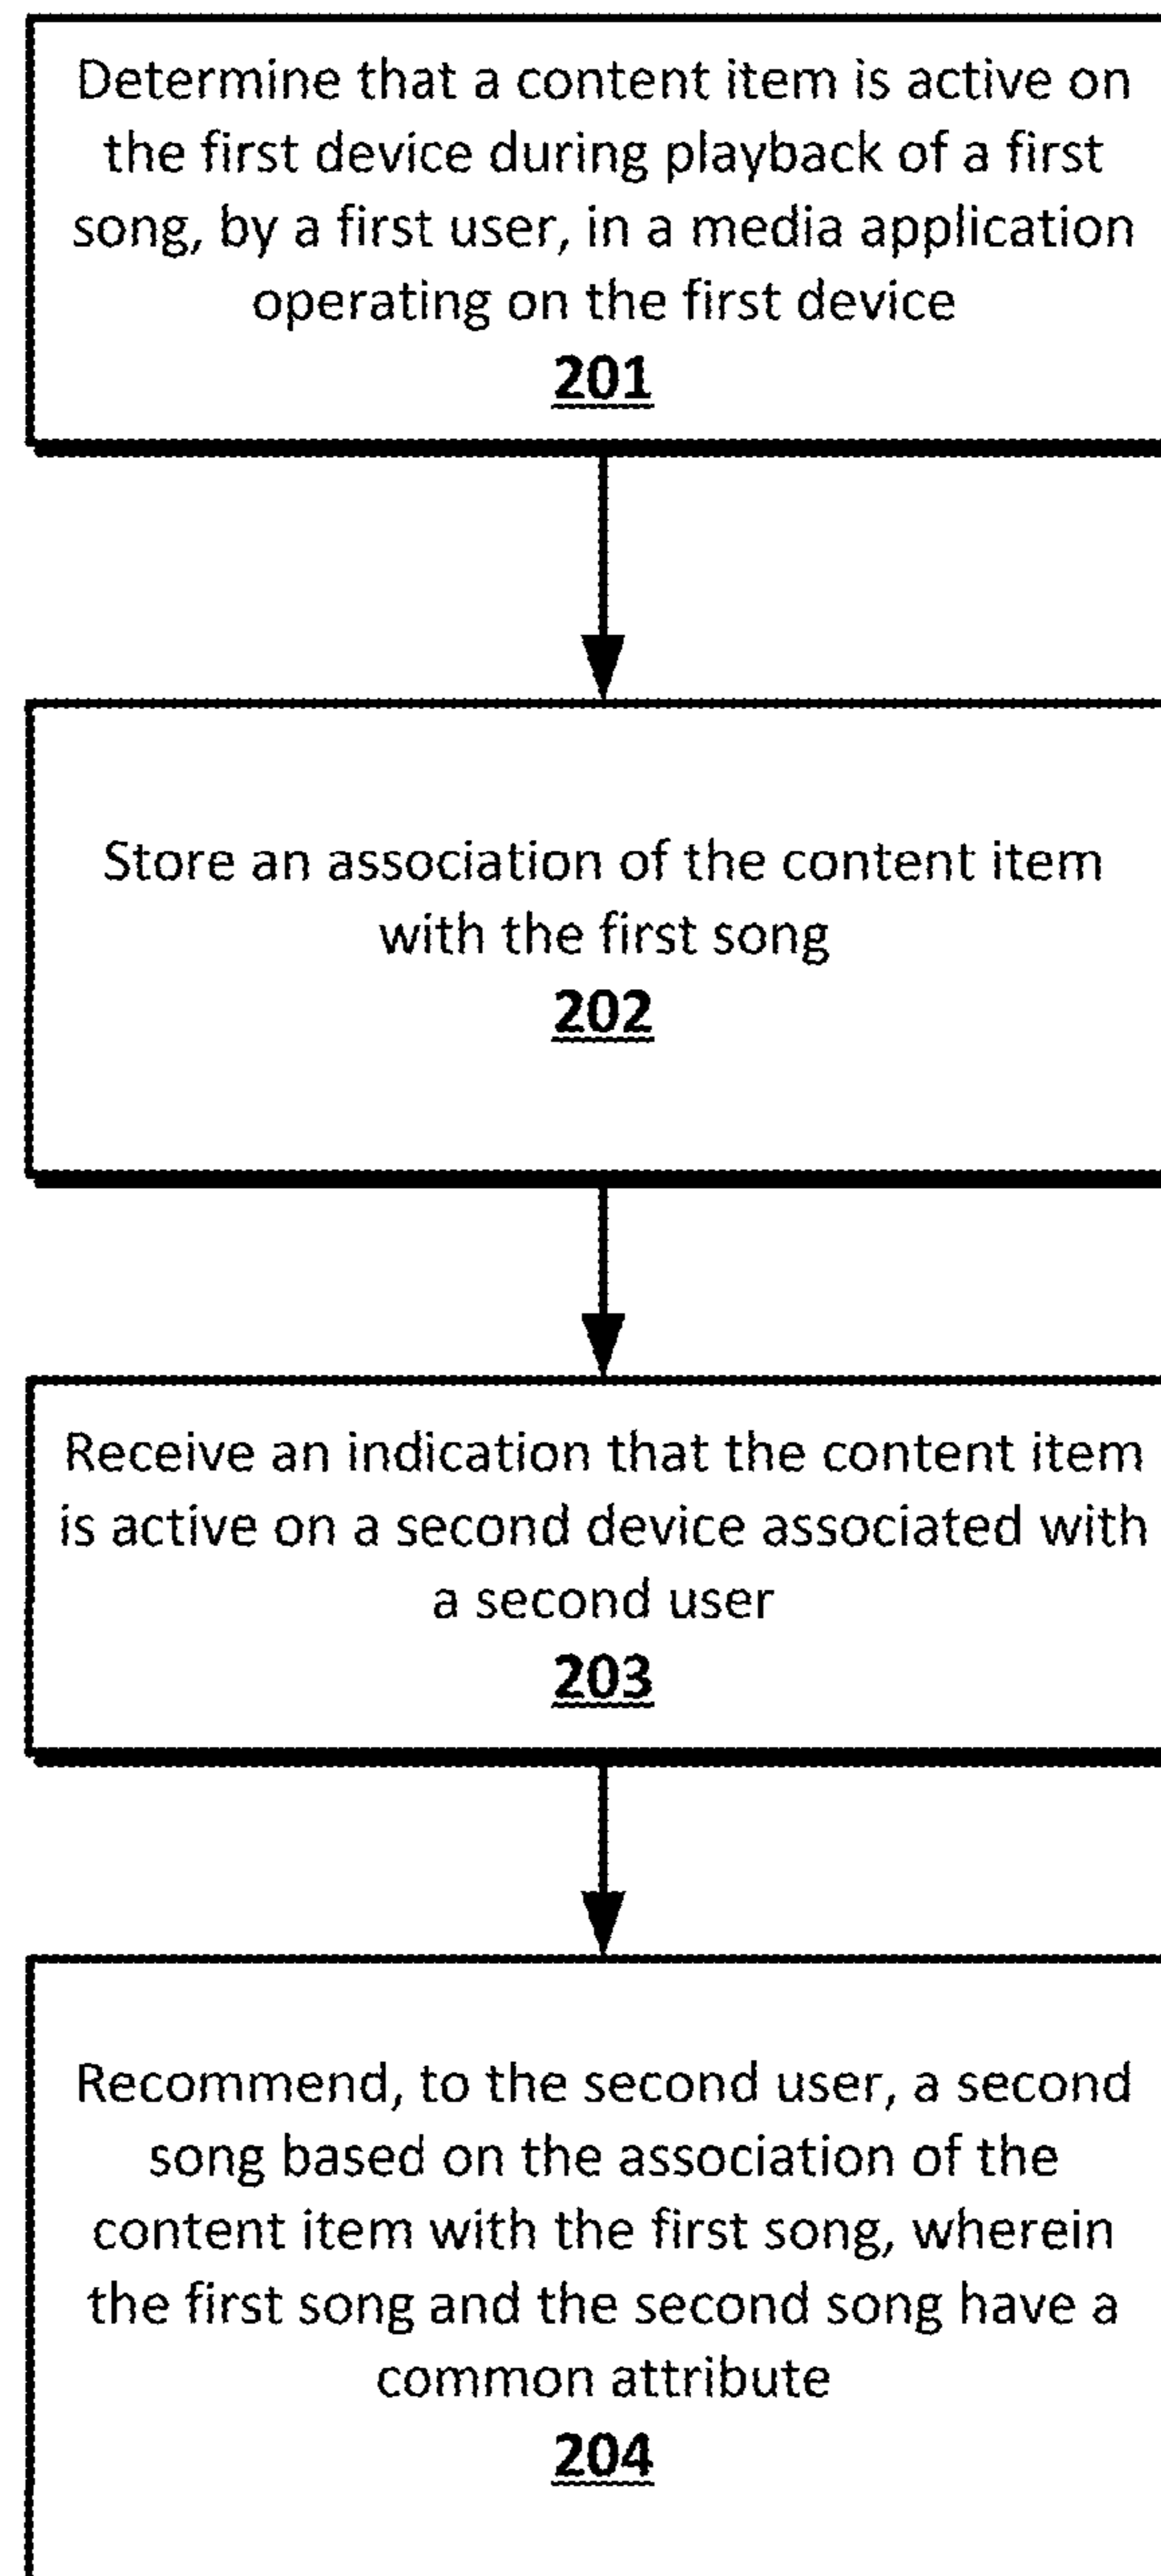 Determine that a content item is active on
the first device during playback of a first
song, by a first user, in a media application
operating on the first device
201
Store an association of the content item
with the first song
202
Receive an indication that the content item
is active on a second device associated with
a second user
203
Recommend, to the second user, a second
song based on the association of the
content item with the first song, wherein
the first song and the second song have a
common attribute
204